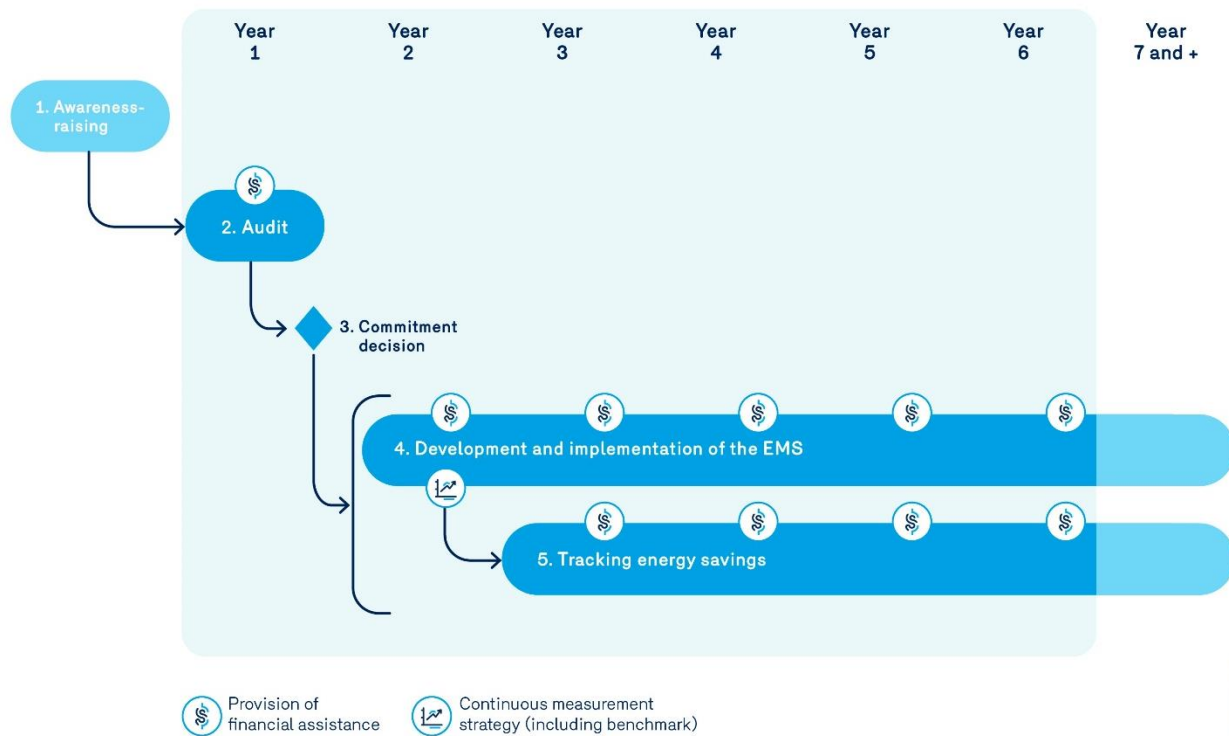 Year 1
Year 2
Year 3
Year 4
Year 5
Year 6
Year 7 and +
1. Awareness-
raising
2. Audit
3. Commitment
decision
4. Development and implementation of the EMS
5. Tracking energy savings
Provision of
financial assistance
Continuous measurement
strategy (including benchmark)